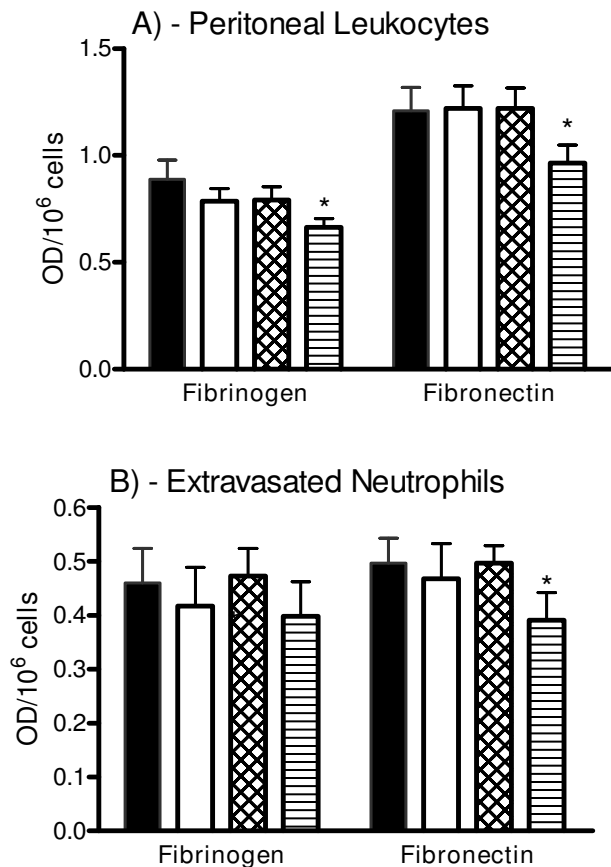 A) - Peritoneal Leukocytes
1.5
1.0
0.5
0.0
OD/10⁶ cells
*
*
Fibrinogen
Fibronectin
B) - Extravasated Neutrophils
0.6
0.5
0.4
0.3
0.2
0.1
0.0
OD/10⁶ cells
*
Fibrinogen
Fibronectin